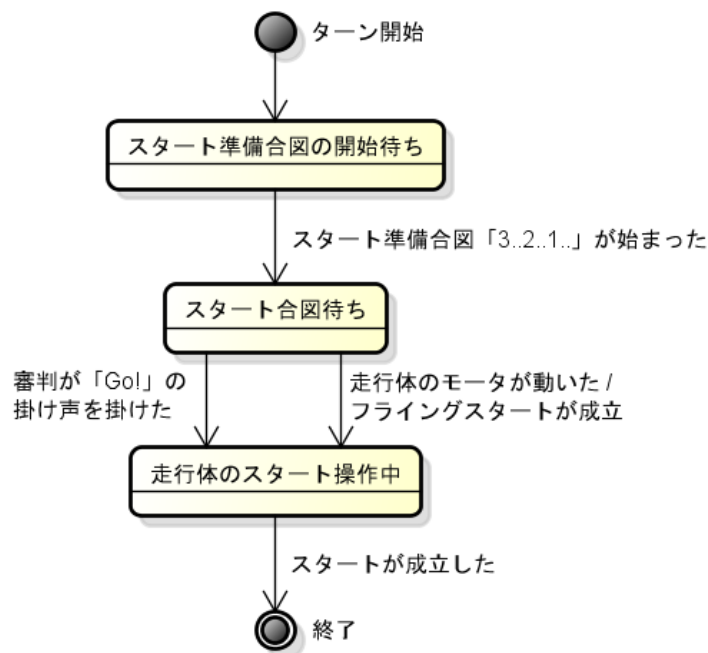 ターン開始
スタート準備合図の開始待ち
スタート準備合図「3..2..1..」が始まった
スタート合図待ち
審判が「Go!」の
掛け声を掛けた
走行体のモータが動いた /
フライングスタートが成立
走行体のスタート操作中
スタートが成立した
終了